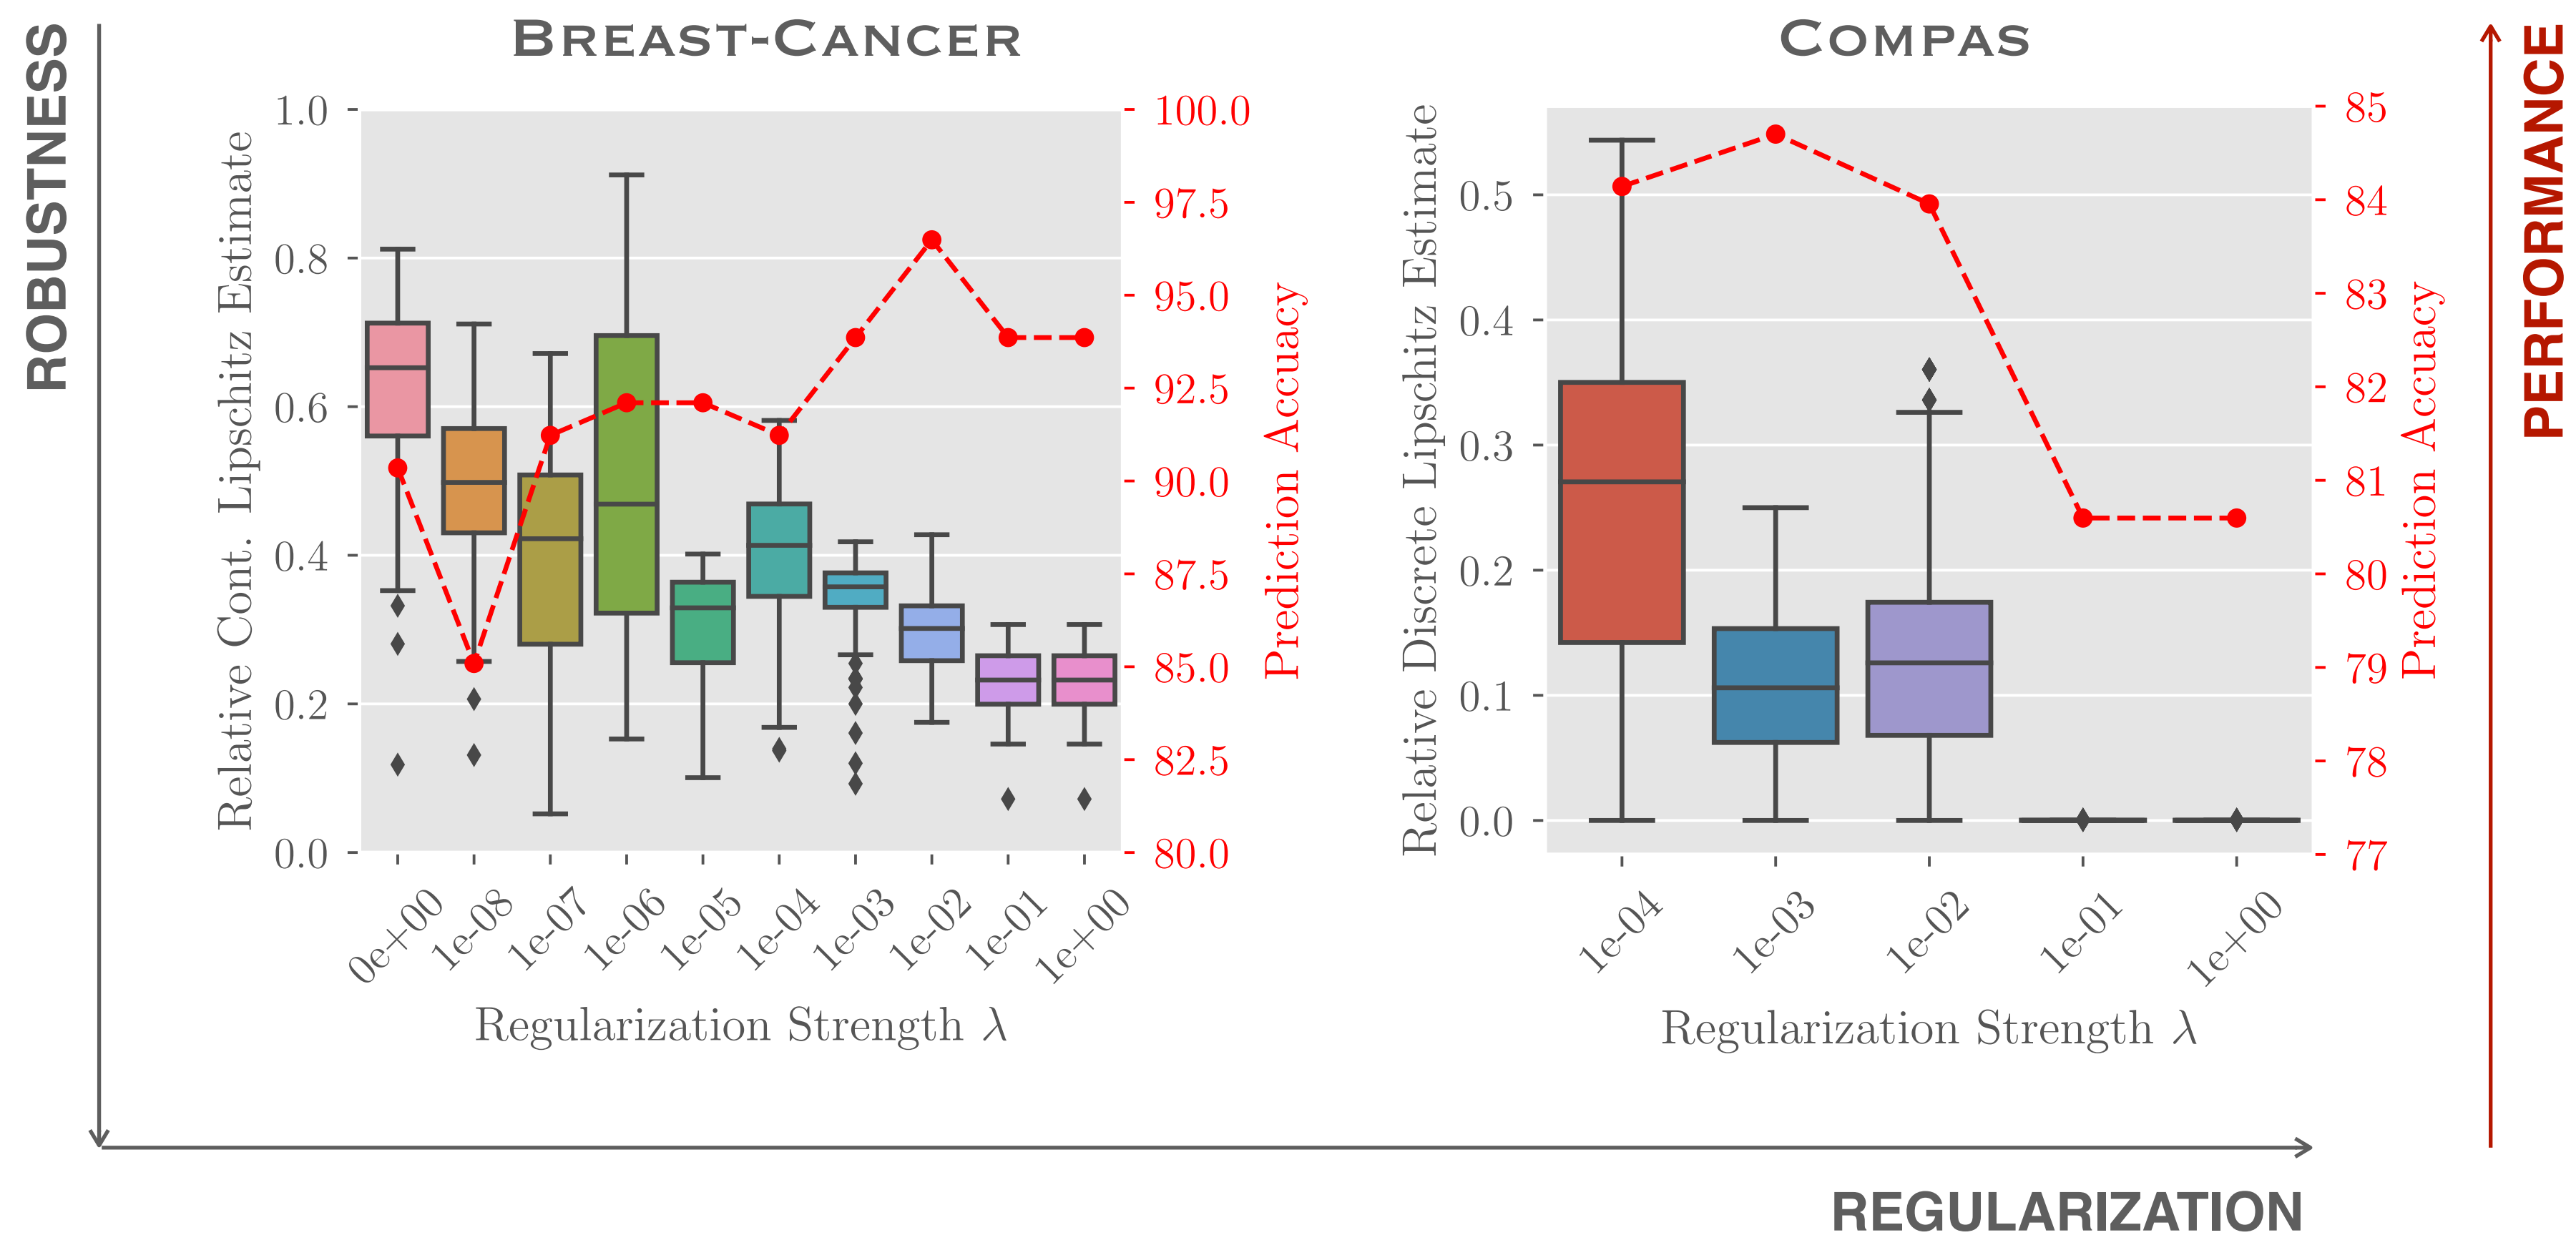 ROBUSTNESS
BREAST-CANCER
Relative Cont. Lipschitz Estimate
1.0
0.8
0.6
0.4
0.2
0.0
100.0
97.5
95.0
92.5
90.0
87.5
85.0
82.5
80.0
Prediction Accuacy
0e+00 1e-08 1e-07 1e-06 1e-05 1e-04 1e-03 1e-02 1e-01 1e+00
Regularization Strength λ
COMPAS
Relative Discrete Lipschitz Estimate
0.5
0.4
0.3
0.2
0.1
0.0
85
84
83
82
81
80
79
78
77
Prediction Accuacy
1e-04 1e-03 1e-02 1e-01 1e+00
Regularization Strength λ
PERFORMANCE
REGULARIZATION